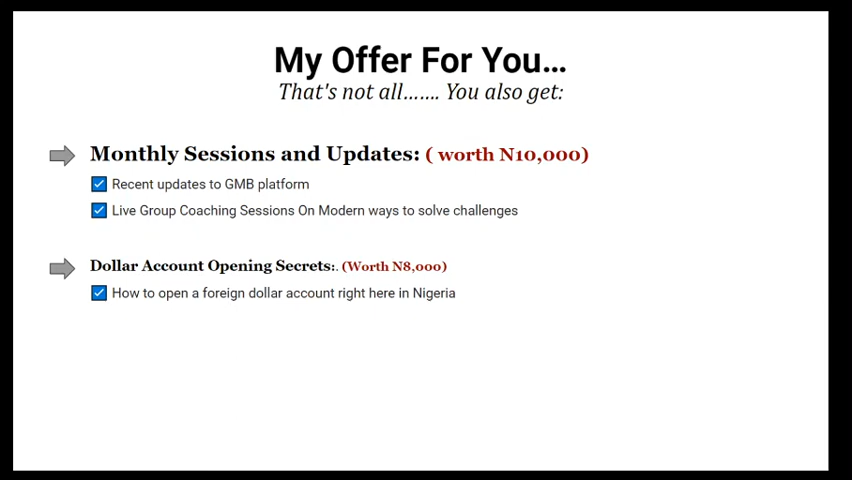 My Offer For You...
That's not all....... You also get:
Monthly Sessions and Updates: ( worth N10,000)
Recent updates to GMB platform
Live Group Coaching Sessions On Modern ways to solve challenges
Dollar Account Opening Secrets:. (Worth N8,000)
How to open a foreign dollar account right here in Nigeria